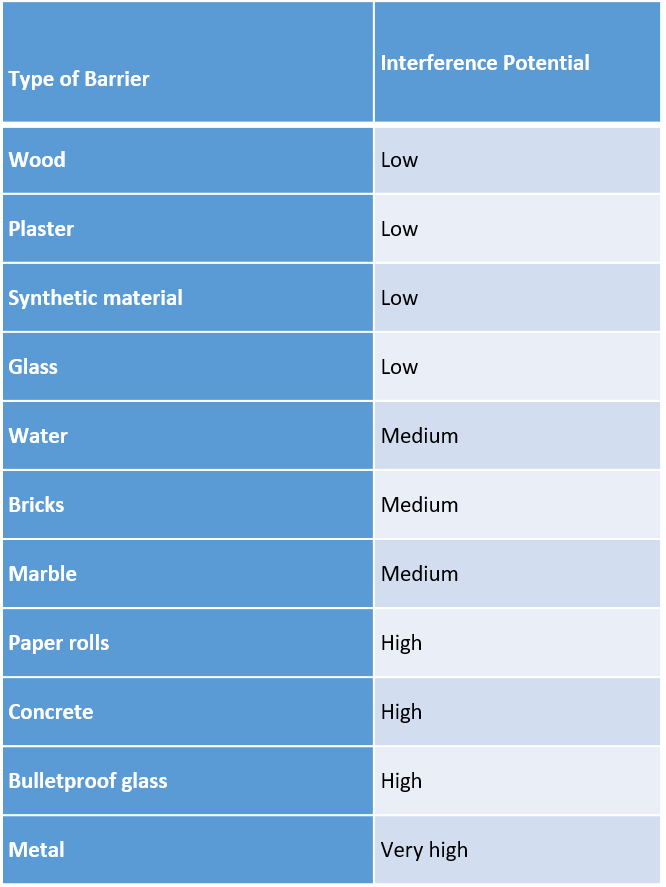 Type of Barrier Interference Potential
Wood Low
Plaster Low
Synthetic material Low
Glass Low
Water Medium
Bricks Medium
Marble Medium
Paper rolls High
Concrete High
Bulletproof glass High
Metal Very high